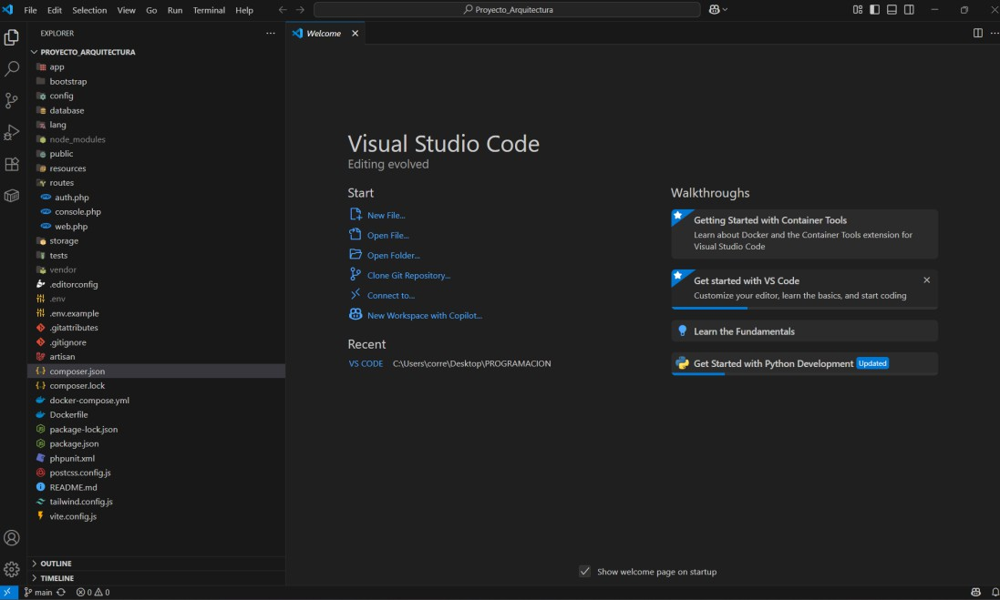 File Edit Selection View Go Run Terminal Help
Proyecto_Arquitectura
EXPLORER
Welcome
PROYECTO_ARQUITECTURA
app
bootstrap
config
database
lang
node_modules
public
resources
routes
auth.php
console.php
web.php
storage
tests
vendor
.editorconfig
.env
.env.example
.gitattributes
.gitignore
artisan
composer.json
composer.lock
docker-compose.yml
Dockerfile
package-lock.json
package.json
phpunit.xml
postcss.config.js
README.md
tailwind.config.js
vite.config.js
OUTLINE
TIMELINE
Visual Studio Code
Editing evolved
Start
New File...
Open File...
Open Folder...
Clone Git Repository...
Connect to...
New Workspace with Copilot...
Recent
VS CODE C:\Users\corre\Desktop\PROGRAMACION
Walkthroughs
Getting Started with Container Tools
Learn about Docker and the Container Tools extension for
Visual Studio Code
Get started with VS Code
Customize your editor, learn the basics, and start coding
Learn the Fundamentals
Get Started with Python Development Updated
Show welcome page on startup
main 0 0